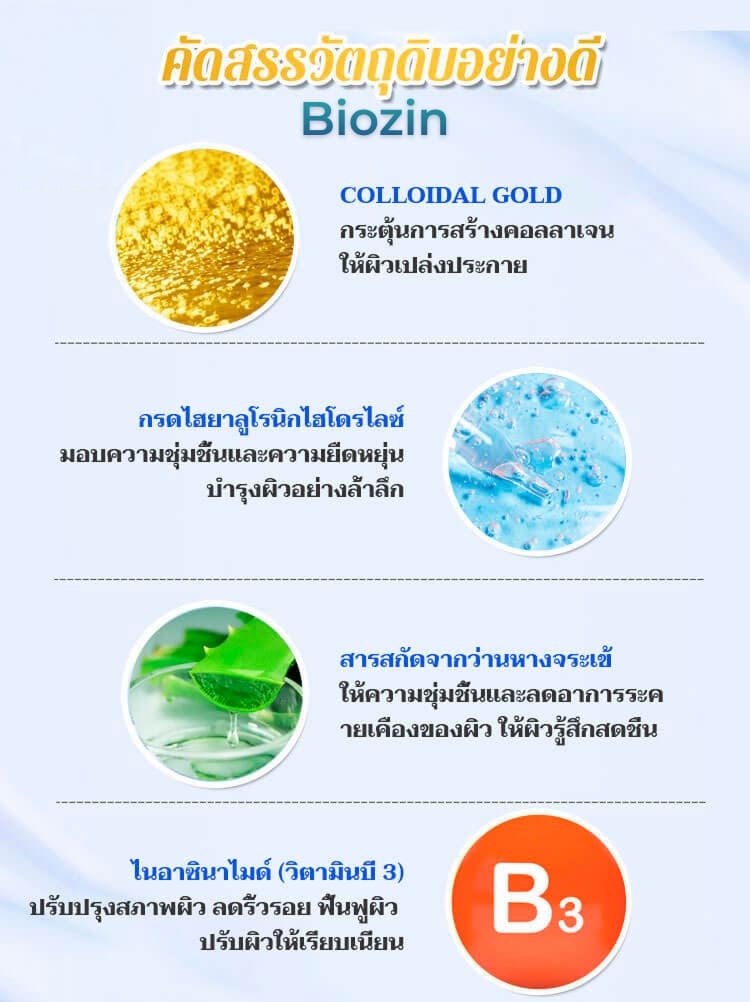 คัดสรรวัตถุดิบอย่างดี
Biozin
COLLOIDAL GOLD
กระตุ้นการสร้างคอลลาเจน
ให้ผิวเปล่งประกาย
กรดไฮยาลูโรนิกไฮโดรไลซ์
มอบความชุ่มชื้นและความยืดหยุ่น
บำรุงผิวอย่างล้ำลึก
สารสกัดจากว่านหางจระเข้
ให้ความชุ่มชื้นและลดอาการระค
ายเคืองของผิว ให้ผิวรู้สึกสดชื่น
ไนอาซินาไมด์ (วิตามินบี 3)
ปรับปรุงสภาพผิว ลดริ้วรอย ฟื้นฟูผิว
ปรับผิวให้เรียบเนียน
B3